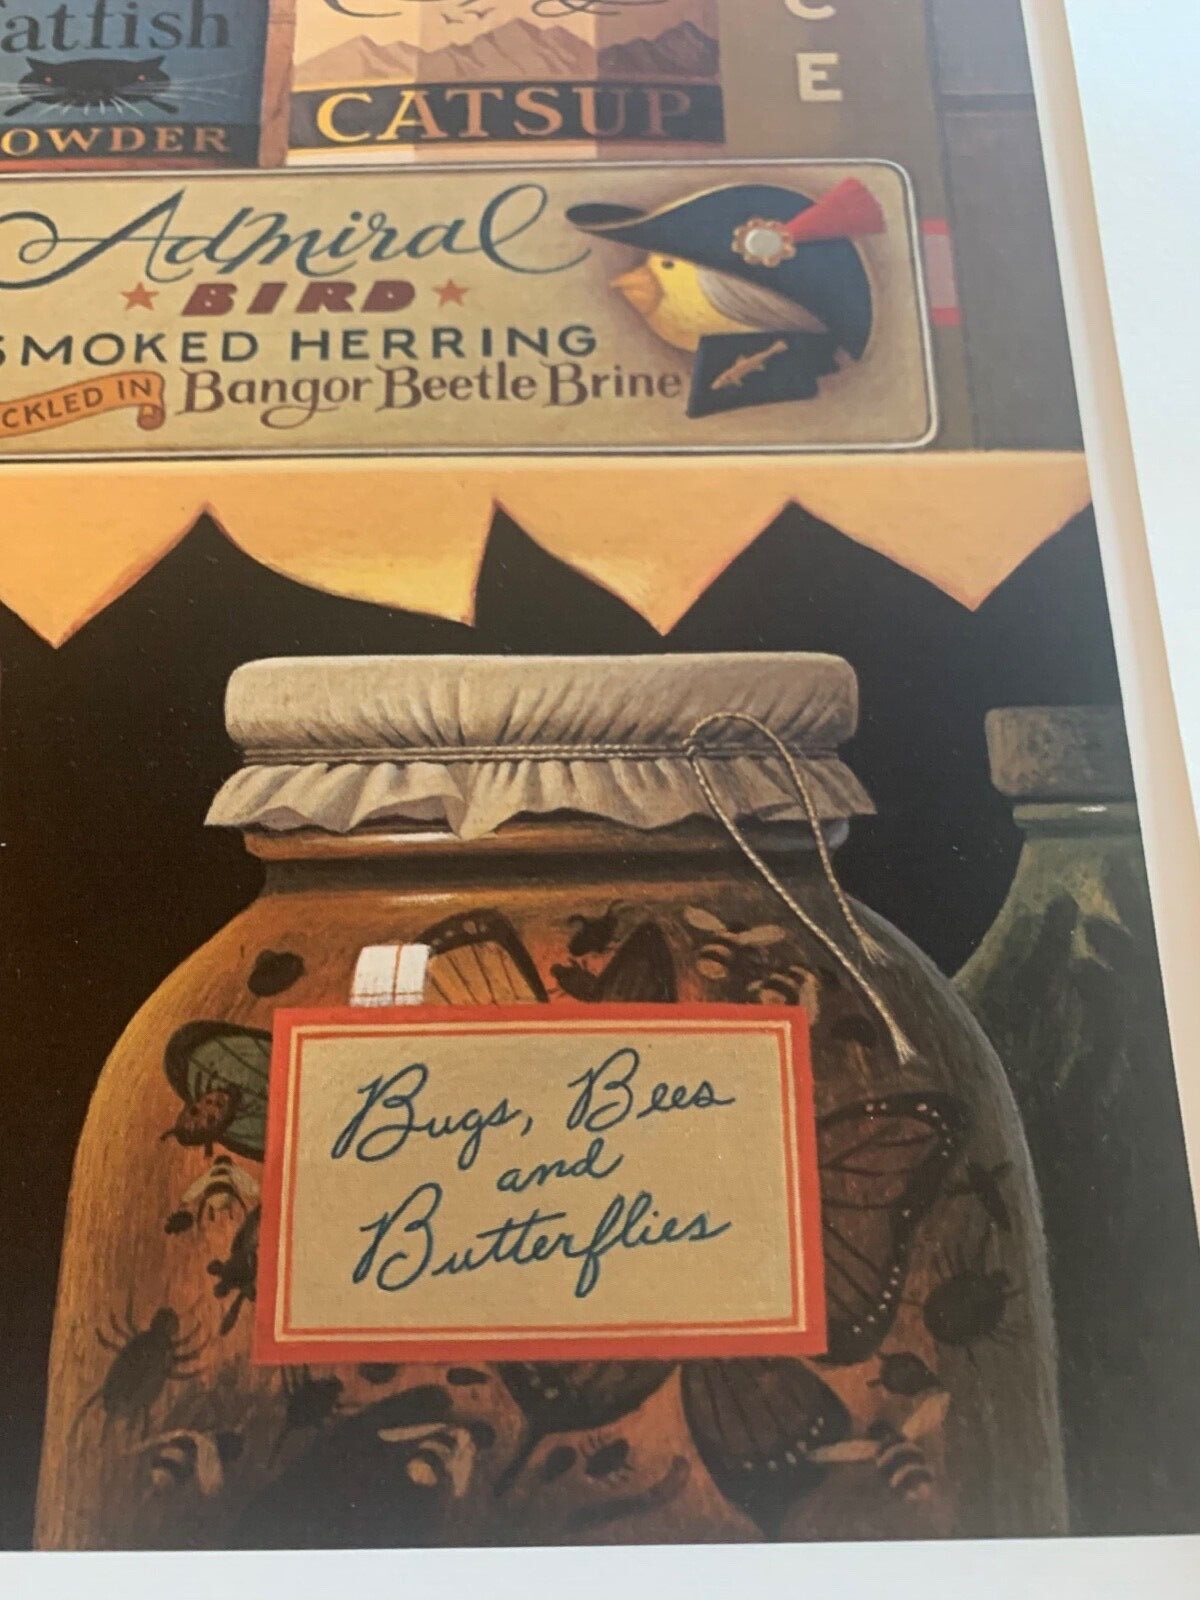 atfish
OWDER
CATSUP
C
E
Admiral
BIRD
SMOKED HERRING
CKLED IN Bangor Beetle Brine
Bugs, Bees
and
Butterflies